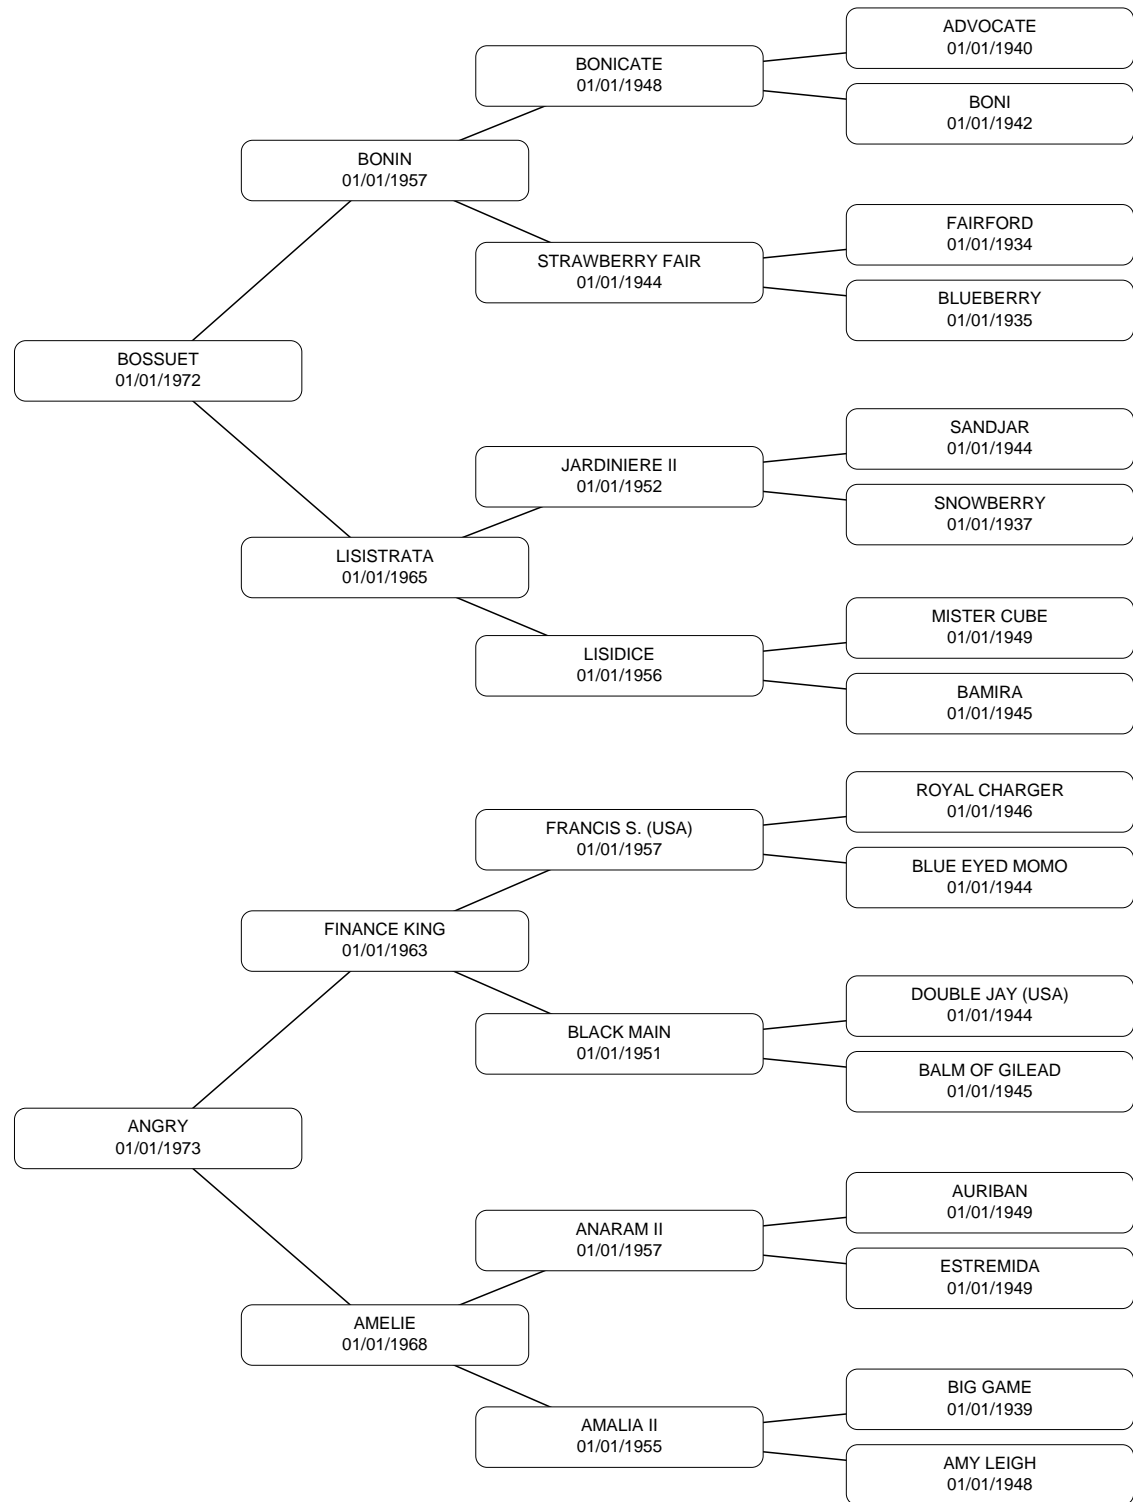 ADVOCATE
01/01/1940
BONICATE
01/01/1948
BONI
01/01/1942
BONIN
01/01/1957
FAIRFORD
01/01/1934
STRAWBERRY FAIR
01/01/1944
BLUEBERRY
01/01/1935
BOSSUET
01/01/1972
SANDJAR
01/01/1944
JARDINIERE II
01/01/1952
SNOWBERRY
01/01/1937
LISISTRATA
01/01/1965
MISTER CUBE
01/01/1949
LISIDICE
01/01/1956
BAMIRA
01/01/1945
ROYAL CHARGER
01/01/1946
FRANCIS S. (USA)
01/01/1957
BLUE EYED MOMO
01/01/1944
FINANCE KING
01/01/1963
DOUBLE JAY (USA)
01/01/1944
BLACK MAIN
01/01/1951
BALM OF GILEAD
01/01/1945
ANGRY
01/01/1973
AURIBAN
01/01/1949
ANARAM II
01/01/1957
ESTREMIDA
01/01/1949
AMELIE
01/01/1968
BIG GAME
01/01/1939
AMALIA II
01/01/1955
AMY LEIGH
01/01/1948